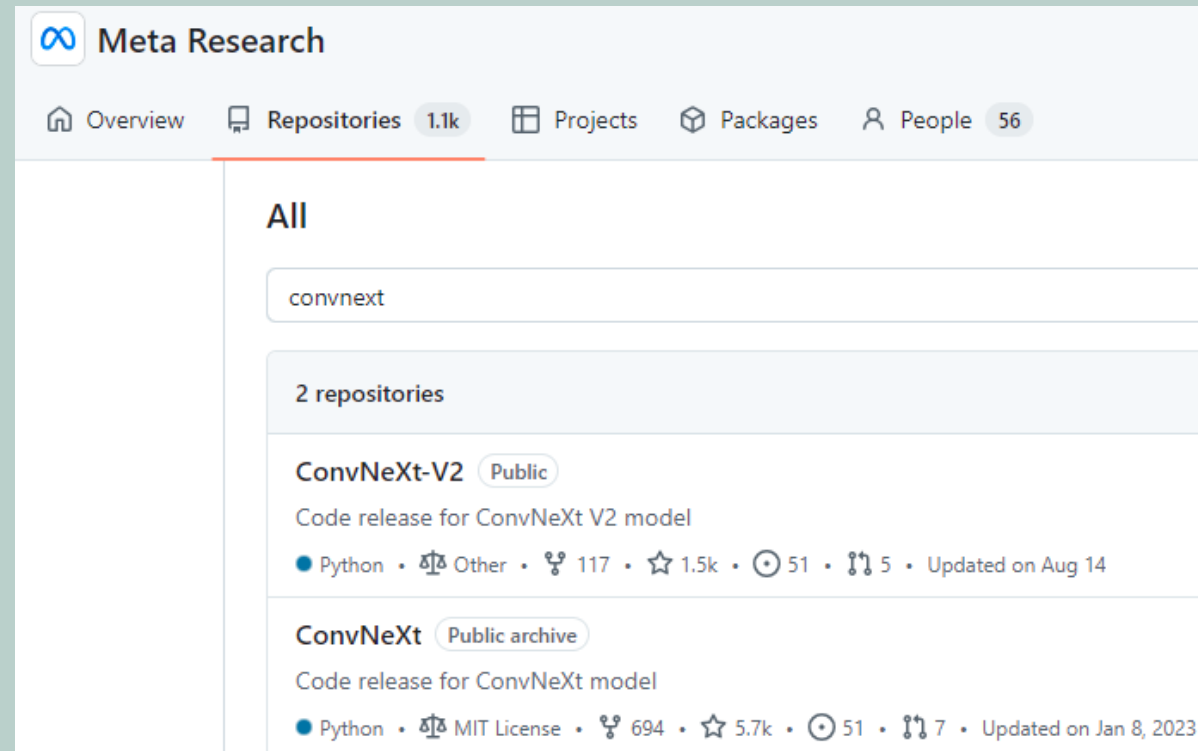 Meta Research
Overview Repositories 1.1k Projects Packages People 56
All
convnext
2 repositories
ConvNeXt-V2 Public
Code release for ConvNeXt V2 model
Python • Other • 117 • 1.5k • 51 • 5 • Updated on Aug 14
ConvNeXt Public archive
Code release for ConvNeXt model
Python • MIT License • 694 • 5.7k • 51 • 7 • Updated on Jan 8, 2023